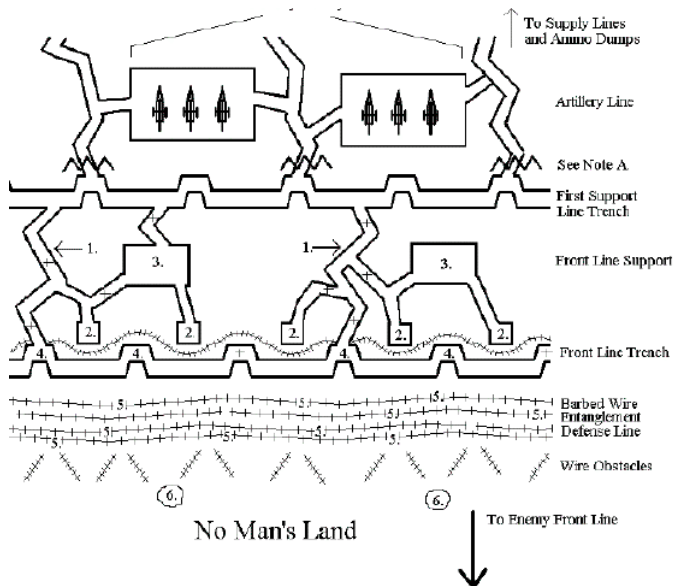 To Supply Lines
and Ammo Dumps
Artillery Line
See Note A
First Support
Line Trench
1.
1.
Front Line Support
3.
3.
2.
2.
2.
2.
2.
4.
4.
4.
4.
4.
Front Line Trench
5.
5.
5.
Barbed Wire
5.
5.
5.
Entanglement
5.
5.
5.
Defense Line
Wire Obstacles
6.
6.
No Man's Land
To Enemy Front Line